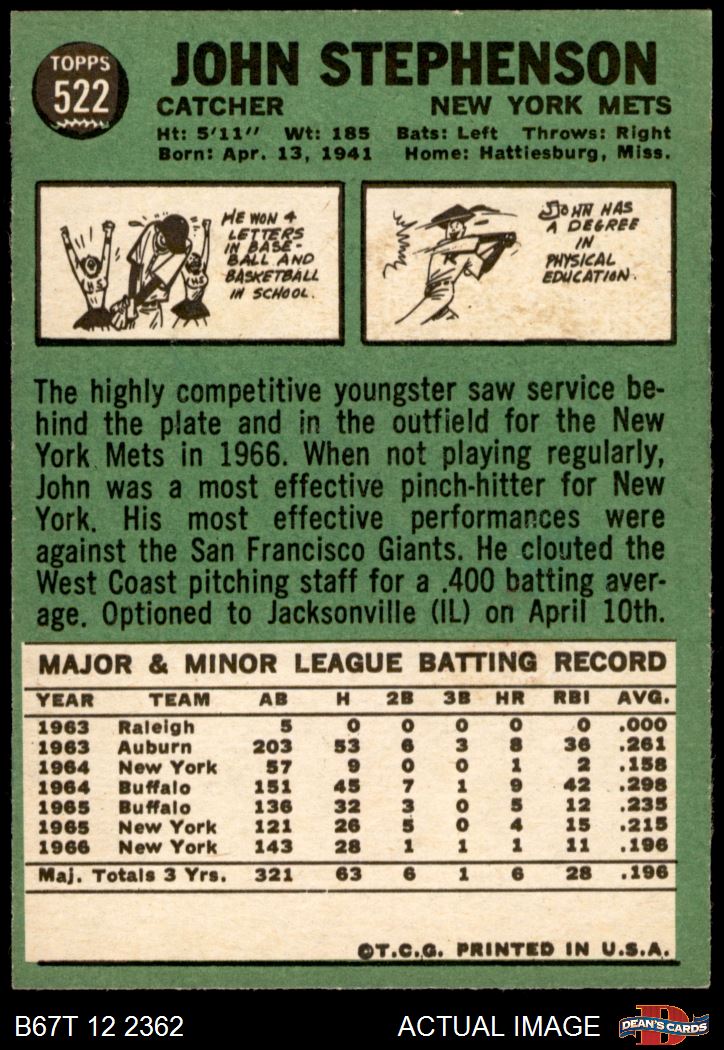 TOPPS
522
JOHN STEPHENSON
CATCHER NEW YORK METS
Ht: 5'11" Wt: 185 Bats: Left Throws: Right
Born: Apr. 13, 1941 Home: Hattiesburg, Miss.
HE WON 4
LETTERS
IN BASE-
BALL AND
BASKETBALL
IN SCHOOL.
H.S.
H.S.
JOHN HAS
A DEGREE
IN
PHYSICAL
EDUCATION.
The highly competitive youngster saw service be-
hind the plate and in the outfield for the New
York Mets in 1966. When not playing regularly,
John was a most effective pinch-hitter for New
York. His most effective performances were
against the San Francisco Giants. He clouted the
West Coast pitching staff for a .400 batting aver-
age. Optioned to Jacksonville (IL) on April 10th.
MAJOR & MINOR LEAGUE BATTING RECORD
YEAR TEAM AB H 2B 3B HR RBI AVG.
1963 Raleigh 5 0 0 0 0 0 .000
1963 Auburn 203 53 6 3 8 36 .261
1964 New York 57 9 0 0 1 2 .158
1964 Buffalo 151 45 7 1 9 42 .298
1965 Buffalo 136 32 3 0 5 12 .235
1965 New York 121 26 5 0 4 15 .215
1966 New York 143 28 1 1 1 11 .196
Maj. Totals 3 Yrs. 321 63 6 1 6 28 .196
©T.C.G. PRINTED IN U.S.A.
B67T 12 2362 ACTUAL IMAGE
D
DEAN'S CARDS